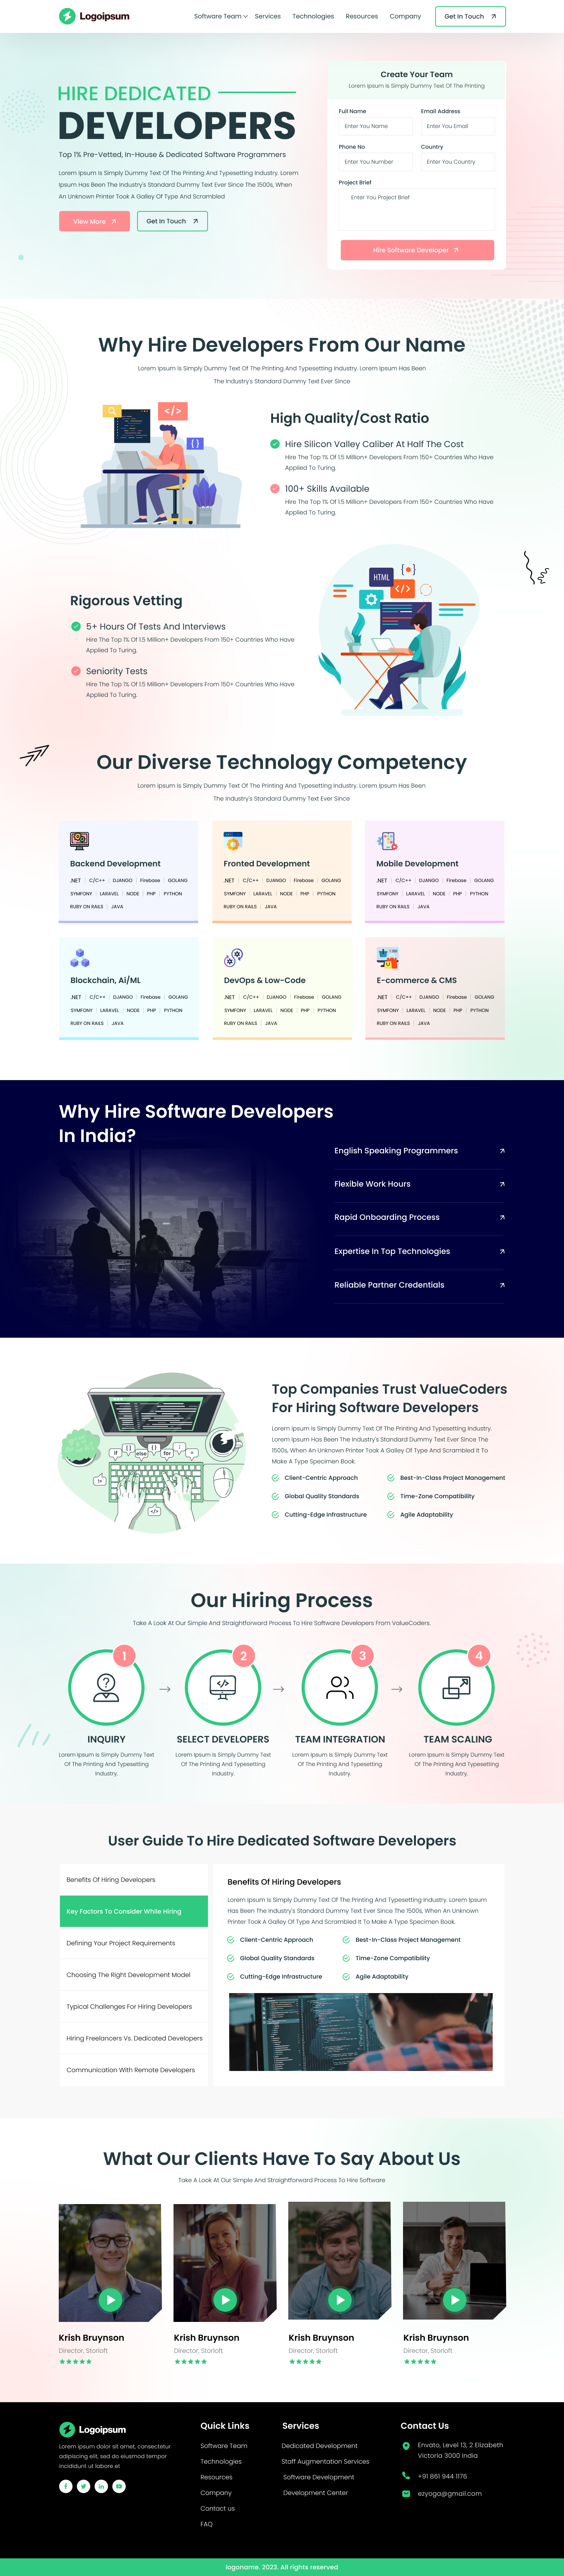 Logoipsum
Software Team
Services
Technologies
Resources
Company
Get In Touch
HIRE DEDICATED
DEVELOPERS
Top 1% Pre-Vetted, In-House & Dedicated Software Programmers
Lorem Ipsum Is Simply Dummy Text Of The Printing And Typesetting Industry. Lorem
Ipsum Has Been The Industry's Standard Dummy Text Ever Since The 1500s, When
An Unknown Printer Took A Galley Of Type And Scrambled
View More
Get In Touch
Create Your Team
Lorem Ipsum Is Simply Dummy Text Of The Printing
Full Name
Email Address
Enter You Name
Enter You Email
Phone No
Country
Enter You Number
Enter You Country
Project Brief
Enter You Project Brief
Hire Software Developer
Why Hire Developers From Our Name
Lorem Ipsum Is Simply Dummy Text Of The Printing And Typesetting Industry. Lorem Ipsum Has Been
The Industry's Standard Dummy Text Ever Since
</>
{ }
High Quality/Cost Ratio
Hire Silicon Valley Caliber At Half The Cost
Hire The Top 1% Of 1.5 Million+ Developers From 150+ Countries Who Have
Applied To Turing.
100+ Skills Available
Hire The Top 1% Of 1.5 Million+ Developers From 150+ Countries Who Have
Applied To Turing.
Rigorous Vetting
5+ Hours Of Tests And Interviews
Hire The Top 1% Of 1.5 Million+ Developers From 150+ Countries Who Have
Applied To Turing.
Seniority Tests
Hire The Top 1% Of 1.5 Million+ Developers From 150+ Countries Who Have
Applied To Turing.
HTML
</>
Our Diverse Technology Competency
Lorem Ipsum Is Simply Dummy Text Of The Printing And Typesetting Industry. Lorem Ipsum Has Been
The Industry's Standard Dummy Text Ever Since
Backend Development
.NET | C/C++ | DJANGO | Firebase | GOLANG
SYMFONY | LARAVEL | NODE | PHP | PYTHON
RUBY ON RAILS | JAVA
Fronted Development
.NET | C/C++ | DJANGO | Firebase | GOLANG
SYMFONY | LARAVEL | NODE | PHP | PYTHON
RUBY ON RAILS | JAVA
Mobile Development
.NET | C/C++ | DJANGO | Firebase | GOLANG
SYMFONY | LARAVEL | NODE | PHP | PYTHON
RUBY ON RAILS | JAVA
Blockchain, Ai/ML
.NET | C/C++ | DJANGO | Firebase | GOLANG
SYMFONY | LARAVEL | NODE | PHP | PYTHON
RUBY ON RAILS | JAVA
DevOps & Low-Code
.NET | C/C++ | DJANGO | Firebase | GOLANG
SYMFONY | LARAVEL | NODE | PHP | PYTHON
RUBY ON RAILS | JAVA
E-commerce & CMS
.NET | C/C++ | DJANGO | Firebase | GOLANG
SYMFONY | LARAVEL | NODE | PHP | PYTHON
RUBY ON RAILS | JAVA
Why Hire Software Developers
In India?
English Speaking Programmers
Flexible Work Hours
Rapid Onboarding Process
Expertise In Top Technologies
Reliable Partner Credentials
if
else
for
</>
Top Companies Trust ValueCoders
For Hiring Software Developers
Lorem Ipsum Is Simply Dummy Text Of The Printing And Typesetting Industry.
Lorem Ipsum Has Been The Industry's Standard Dummy Text Ever Since The
1500s, When An Unknown Printer Took A Galley Of Type And Scrambled It To
Make A Type Specimen Book.
Client-Centric Approach
Best-In-Class Project Management
Global Quality Standards
Time-Zone Compatibility
Cutting-Edge Infrastructure
Agile Adaptability
Our Hiring Process
Take A Look At Our Simple And Straightforward Process To Hire Software Developers From ValueCoders.
1
2
3
4
INQUIRY
Lorem Ipsum Is Simply Dummy Text
Of The Printing And Typesetting
Industry.
SELECT DEVELOPERS
Lorem Ipsum Is Simply Dummy Text
Of The Printing And Typesetting
Industry.
TEAM INTEGRATION
Lorem Ipsum Is Simply Dummy Text
Of The Printing And Typesetting
Industry.
TEAM SCALING
Lorem Ipsum Is Simply Dummy Text
Of The Printing And Typesetting
Industry.
User Guide To Hire Dedicated Software Developers
Benefits Of Hiring Developers
Key Factors To Consider While Hiring
Defining Your Project Requirements
Choosing The Right Development Model
Typical Challenges For Hiring Developers
Hiring Freelancers Vs. Dedicated Developers
Communication With Remote Developers
Benefits Of Hiring Developers
Lorem Ipsum Is Simply Dummy Text Of The Printing And Typesetting Industry. Lorem Ipsum
Has Been The Industry's Standard Dummy Text Ever Since The 1500s, When An Unknown
Printer Took A Galley Of Type And Scrambled It To Make A Type Specimen Book.
Client-Centric Approach
Best-In-Class Project Management
Global Quality Standards
Time-Zone Compatibility
Cutting-Edge Infrastructure
Agile Adaptability
What Our Clients Have To Say About Us
Take A Look At Our Simple And Straightforward Process To Hire Software
Krish Bruynson
Director, Storloft
Krish Bruynson
Director, Storloft
Krish Bruynson
Director, Storloft
Krish Bruynson
Director, Storloft
Logoipsum
Lorem ipsum dolor sit amet, consectetur
adipiscing elit, sed do eiusmod tempor
incididunt ut labore et
Quick Links
Software Team
Technologies
Resources
Company
Contact us
FAQ
Services
Dedicated Development
Staff Augmentation Services
Software Development
Development Center
Contact Us
Envato, Level 13, 2 Elizabeth
Victoria 3000 India
+91 861 944 1176
ezyoga@gmail.com
logoname. 2023. All rights reserved